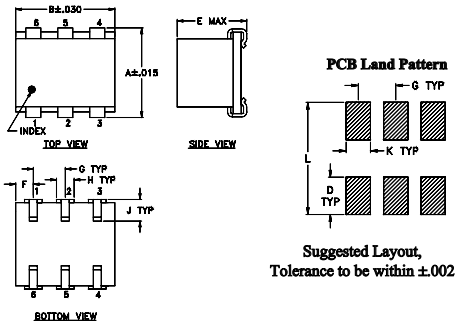 B±.030
6 5 4
A±.015
INDEX
1 2 3
TOP VIEW
E MAX
SIDE VIEW
PCB Land Pattern
G TYP
K TYP
L
D
TYP
Suggested Layout,
Tolerance to be within ±.002
G TYP
H TYP
F
1 2 3
J TYP
6 5 4
BOTTOM VIEW